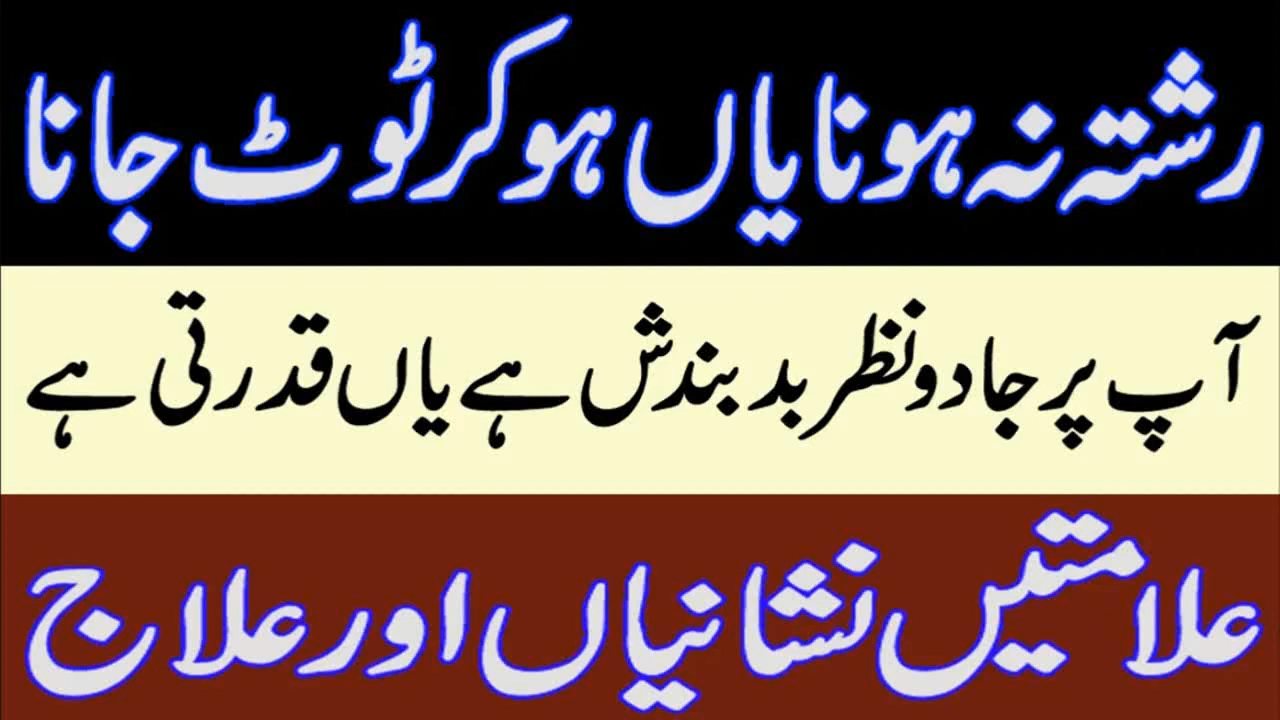 رشتہ نہ ہونا یاں ہو کر ٹوٹ جانا
آپ پر جادو نظر بد بندش ہے یاں قدرتی ہے
علامتیں نشانیاں اور علاج